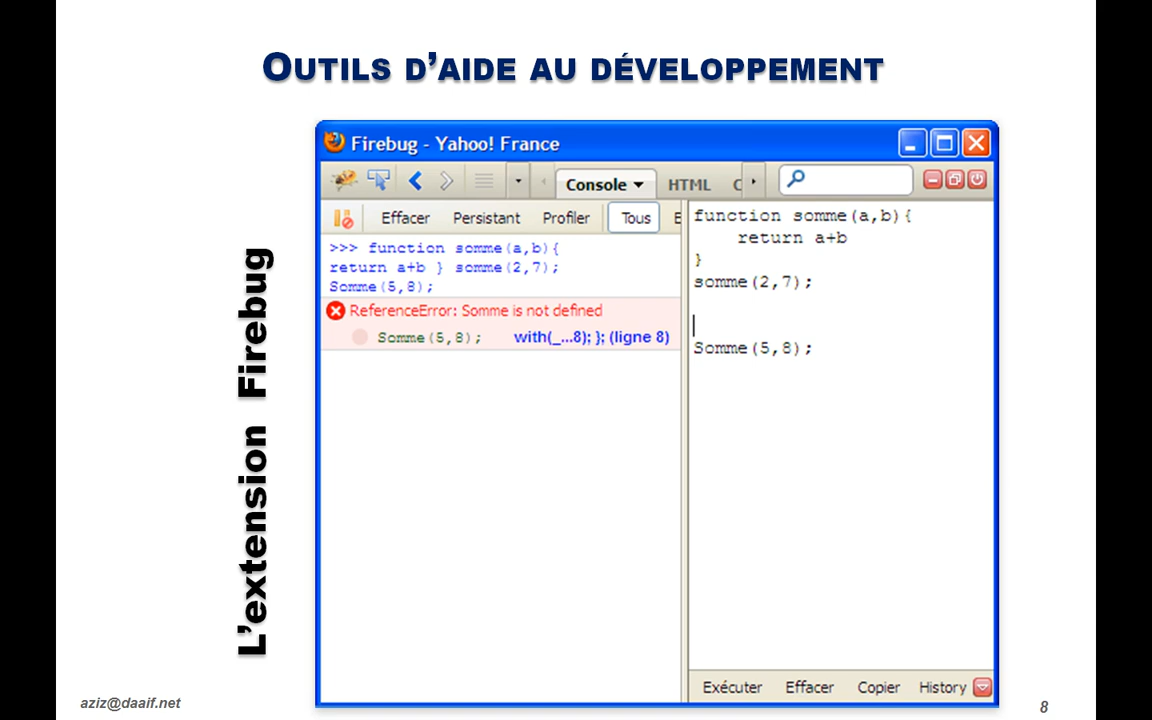 OUTILS D’AIDE AU DÉVELOPPEMENT
L’extension Firebug
Firebug - Yahoo! France
Console HTML C
Effacer Persistant Profiler Tous E
>>> function somme(a,b){
return a+b } somme(2,7);
Somme(5,8);
ReferenceError: Somme is not defined
Somme(5,8); with(_...8); }; (ligne 8)
function somme(a,b){
return a+b
}
somme(2,7);
Somme(5,8);
Exécuter Effacer Copier History
aziz@daaif.net
8